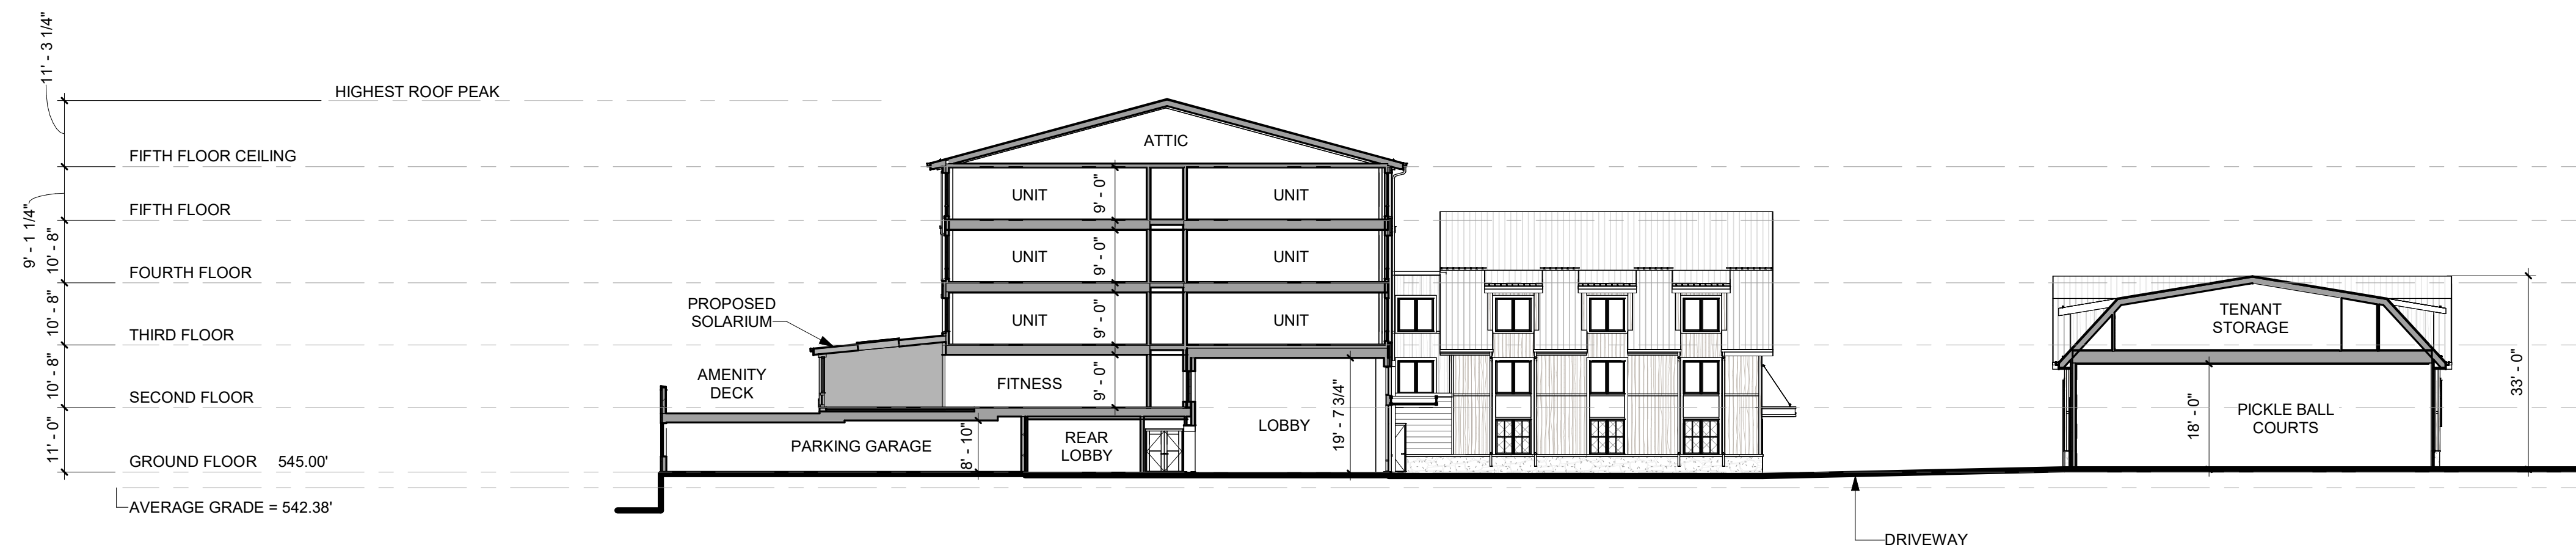 11' - 3 1/4"
HIGHEST ROOF PEAK
ATTIC
FIFTH FLOOR CEILING
9' - 1 1/4"
UNIT
9' - 0"
UNIT
FIFTH FLOOR
10' - 8"
UNIT
9' - 0"
UNIT
FOURTH FLOOR
10' - 8"
PROPOSED
SOLARIUM
UNIT
9' - 0"
UNIT
TENANT
STORAGE
THIRD FLOOR
10' - 8"
AMENITY
DECK
FITNESS
9' - 0"
33' - 0"
SECOND FLOOR
11' - 0"
PARKING GARAGE
8' - 10"
REAR
LOBBY
LOBBY
19' - 7 3/4"
18' - 0"
PICKLE BALL
COURTS
GROUND FLOOR 545.00'
AVERAGE GRADE = 542.38'
DRIVEWAY